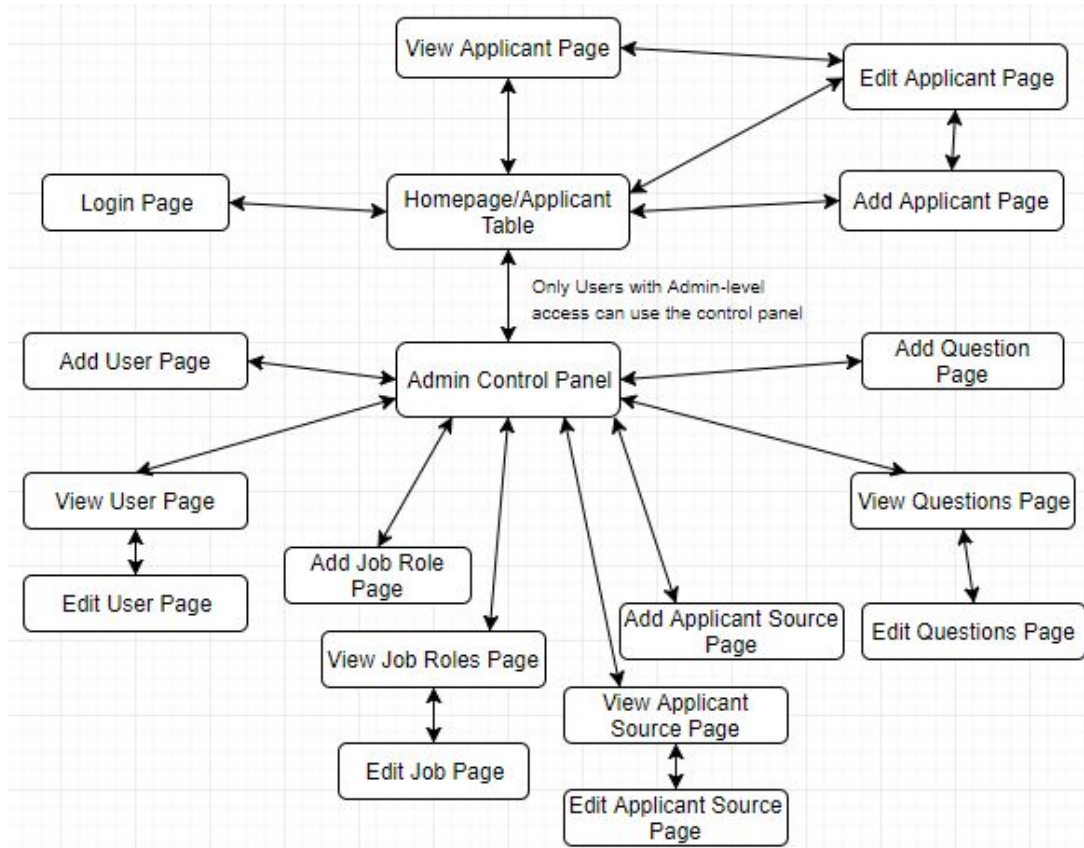 View Applicant Page
Edit Applicant Page
Login Page
Homepage/Applicant
Table
Add Applicant Page
Only Users with Admin-level
access can use the control panel
Add User Page
Admin Control Panel
Add Question
Page
View User Page
View Questions Page
Add Job Role
Page
Edit User Page
Add Applicant Source
Page
Edit Questions Page
View Job Roles Page
View Applicant
Source Page
Edit Job Page
Edit Applicant Source
Page